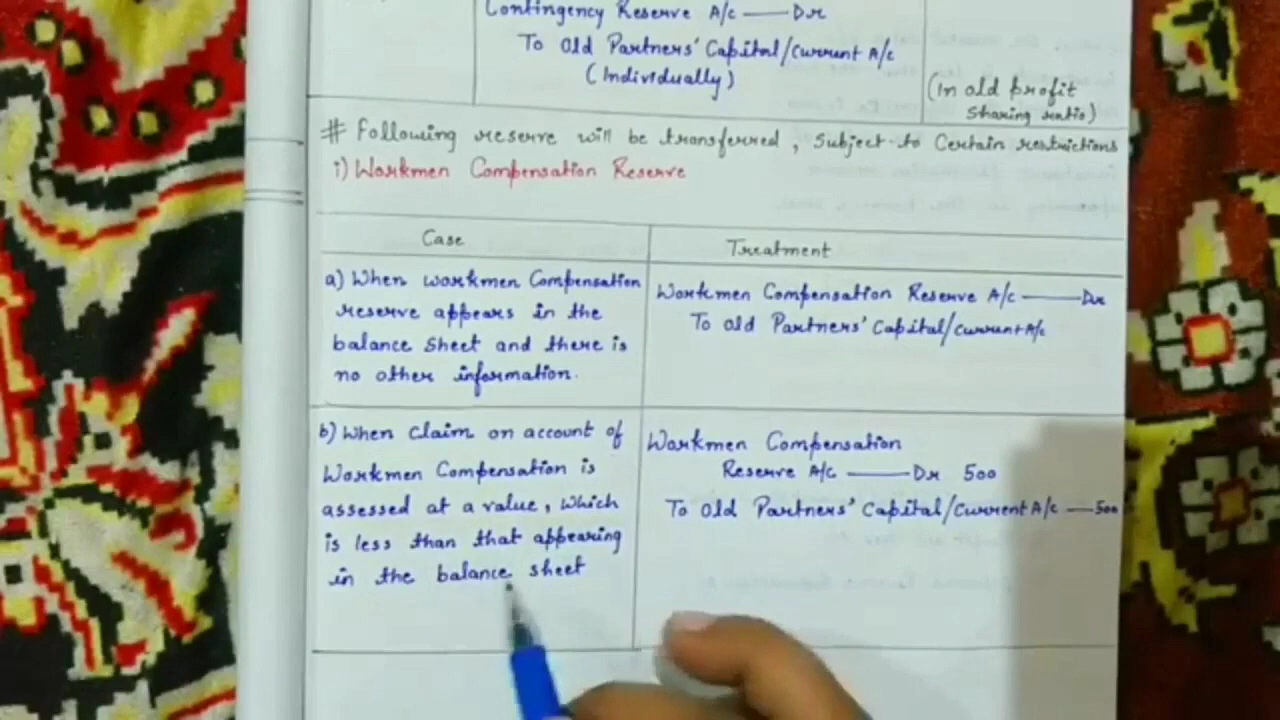 Contingency Reserve A/c —— Dr
To Old Partners' Capital/Current A/c
(Individually)
(In old profit
Sharing ratio)
# Following reserve will be transferred, Subject to Certain restrictions
i) Workmen Compensation Reserve
Case
Treatment
a) When workmen Compensation
reserve appears in the
balance sheet and there is
no other information.
Workmen Compensation Reserve A/c —— Dr
To Old Partners' Capital/Current A/c
b) When Claim on account of
Workmen Compensation is
assessed at a value, which
is less than that appearing
in the balance sheet
Workmen Compensation
Reserve A/c —— Dr 500
To Old Partners' Capital/Current A/c — 500